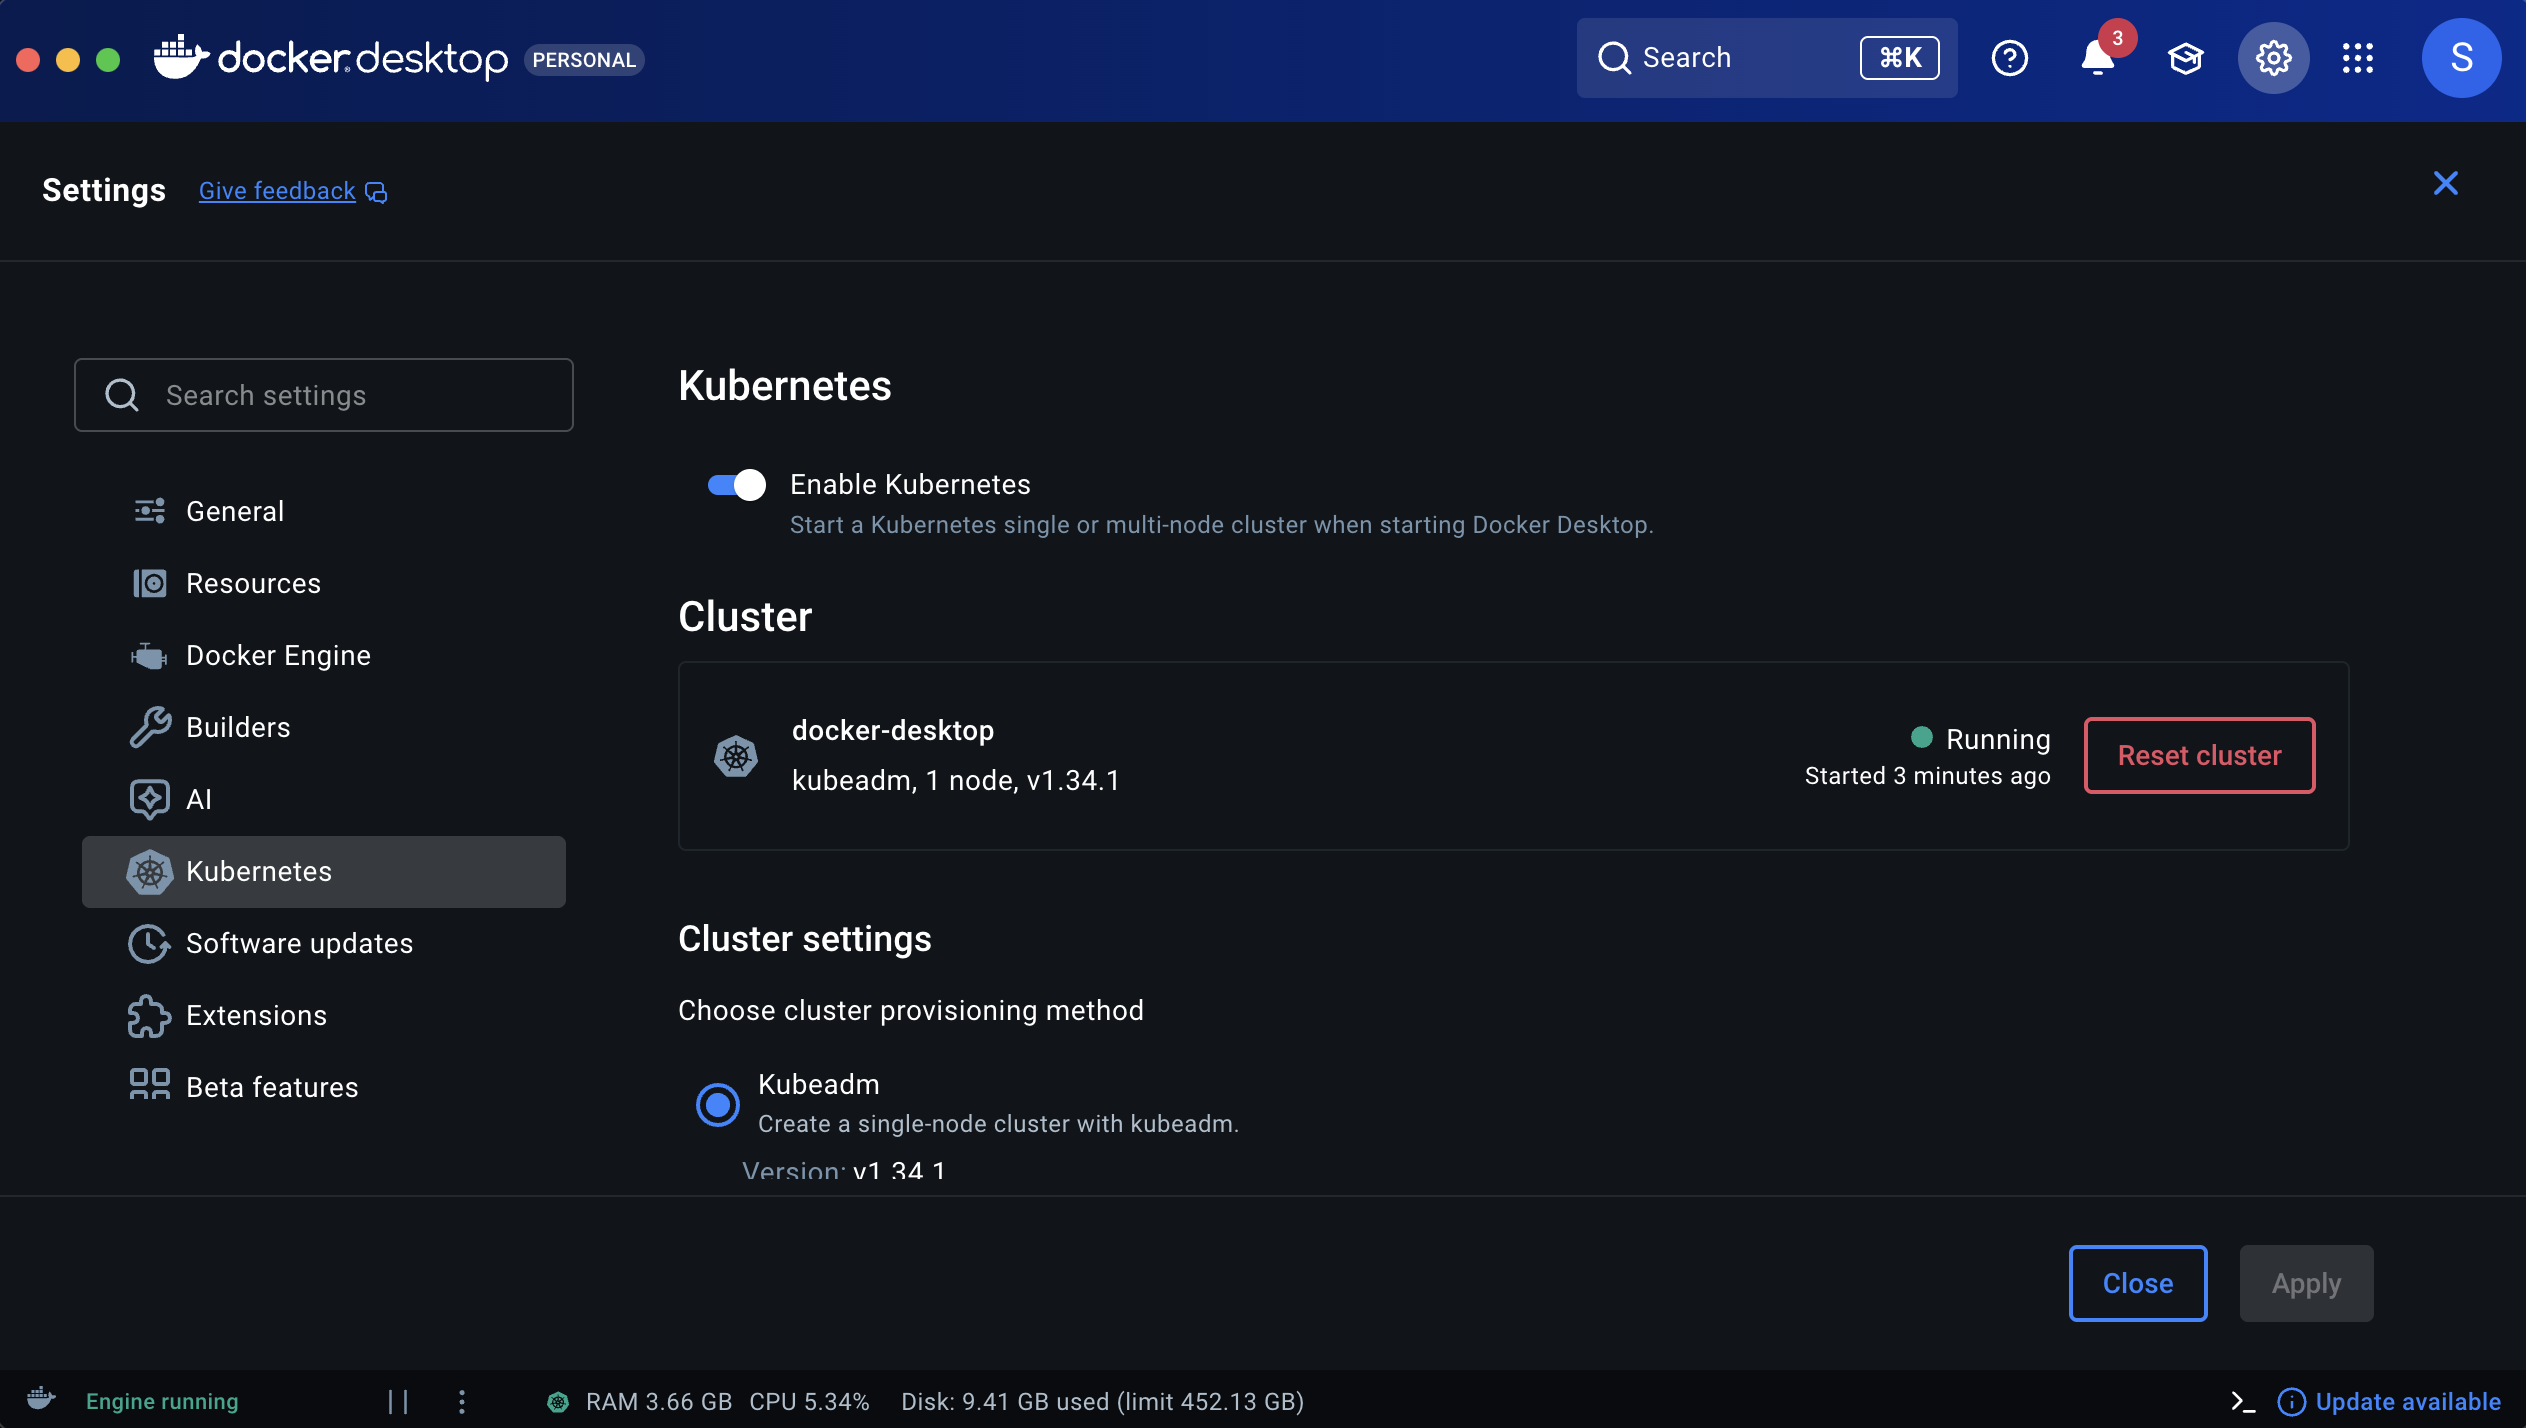 docker desktop PERSONAL
Search ⌘K
3
S
Settings Give feedback
Search settings
General
Resources
Docker Engine
Builders
AI
Kubernetes
Software updates
Extensions
Beta features
Kubernetes
Enable Kubernetes
Start a Kubernetes single or multi-node cluster when starting Docker Desktop.
Cluster
docker-desktop
kubeadm, 1 node, v1.34.1
Running
Started 3 minutes ago
Reset cluster
Cluster settings
Choose cluster provisioning method
Kubeadm
Create a single-node cluster with kubeadm.
Version: v1.34.1
Close Apply
Engine running RAM 3.66 GB CPU 5.34% Disk: 9.41 GB used (limit 452.13 GB) Update available